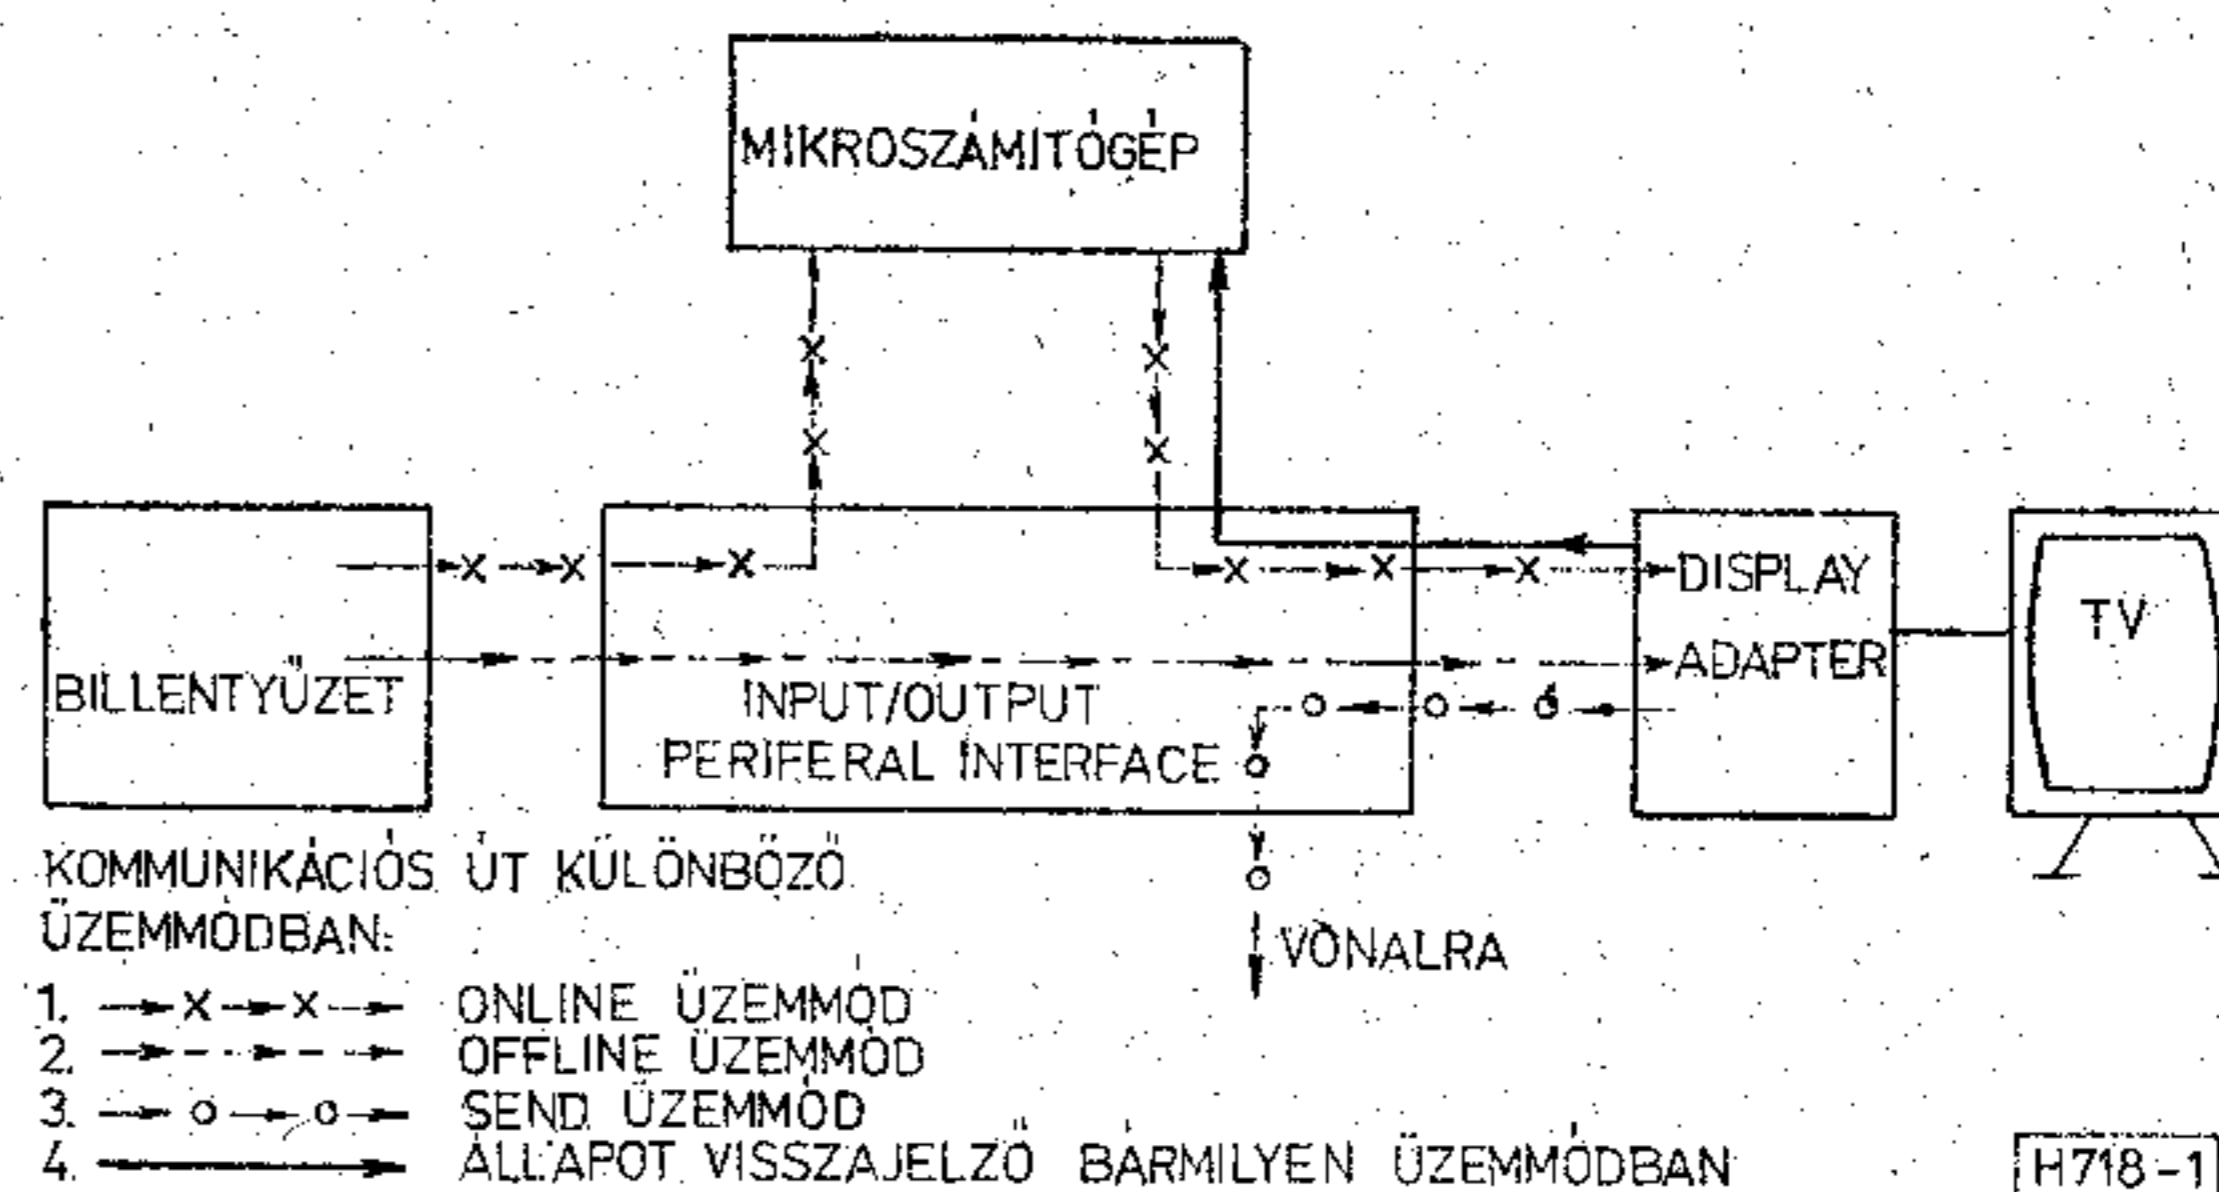 MIKROSZÁMITÓGÉP
BILLENTYŰZET
INPUT/OUTPUT
PERIFERAL INTERFACE
DISPLAY
ADAPTER
TV
VONALRA
KOMMUNIKÁCIÓS ÚT KÜLÖNBÖZŐ
ÜZEMMÓDBAN:
1. X X ONLINE ÜZEMMÓD
2. OFFLINE ÜZEMMÓD
3. O O SEND ÜZEMMÓD
4. ÁLLAPOT VISSZAJELZŐ BÁRMILYEN ÜZEMMÓDBAN
H718-1